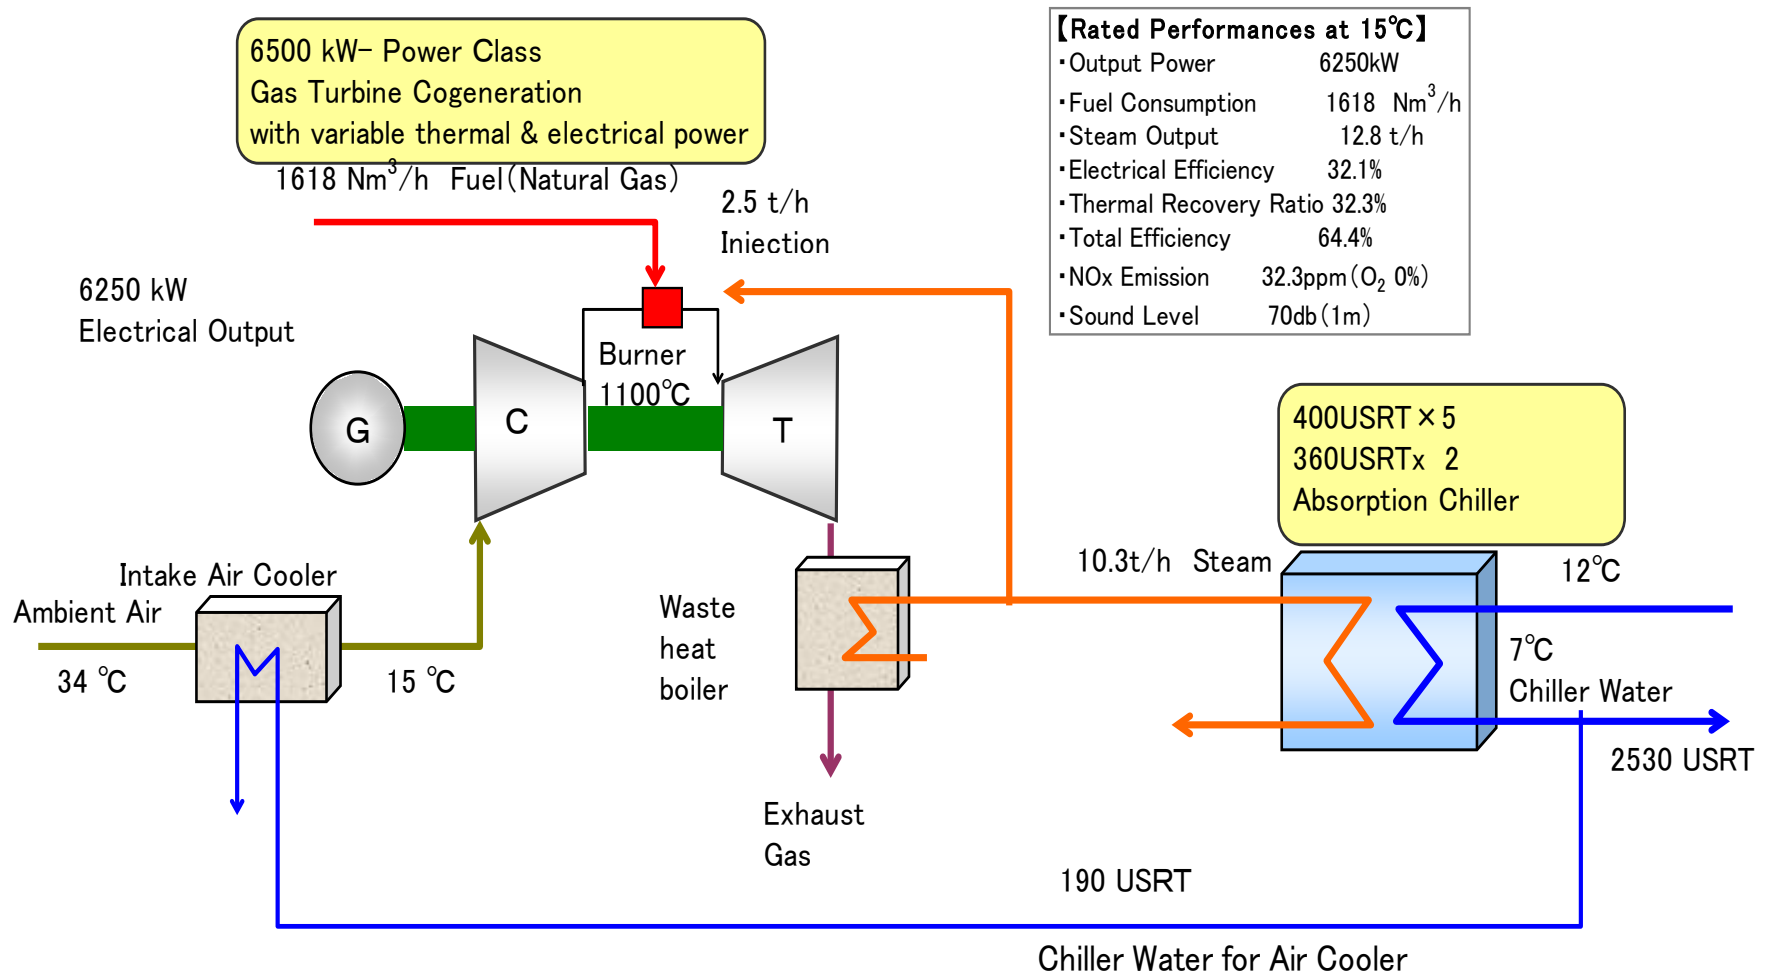 6500 kW- Power Class
Gas Turbine Cogeneration
with variable thermal & electrical power
1618 Nm³/h Fuel(Natural Gas)
2.5 t/h
Iniection
6250 kW
Electrical Output
Burner
1100℃
G
C
T
【Rated Performances at 15℃】
・Output Power 6250kW
・Fuel Consumption 1618 Nm³/h
・Steam Output 12.8 t/h
・Electrical Efficiency 32.1%
・Thermal Recovery Ratio 32.3%
・Total Efficiency 64.4%
・NOx Emission 32.3ppm(O₂ 0%)
・Sound Level 70db(1m)
400USRT×5
360USRTx 2
Absorption Chiller
Intake Air Cooler
Ambient Air
34 ℃
15 ℃
Waste
heat
boiler
10.3t/h Steam
12℃
7℃
Chiller Water
2530 USRT
Exhaust
Gas
190 USRT
Chiller Water for Air Cooler